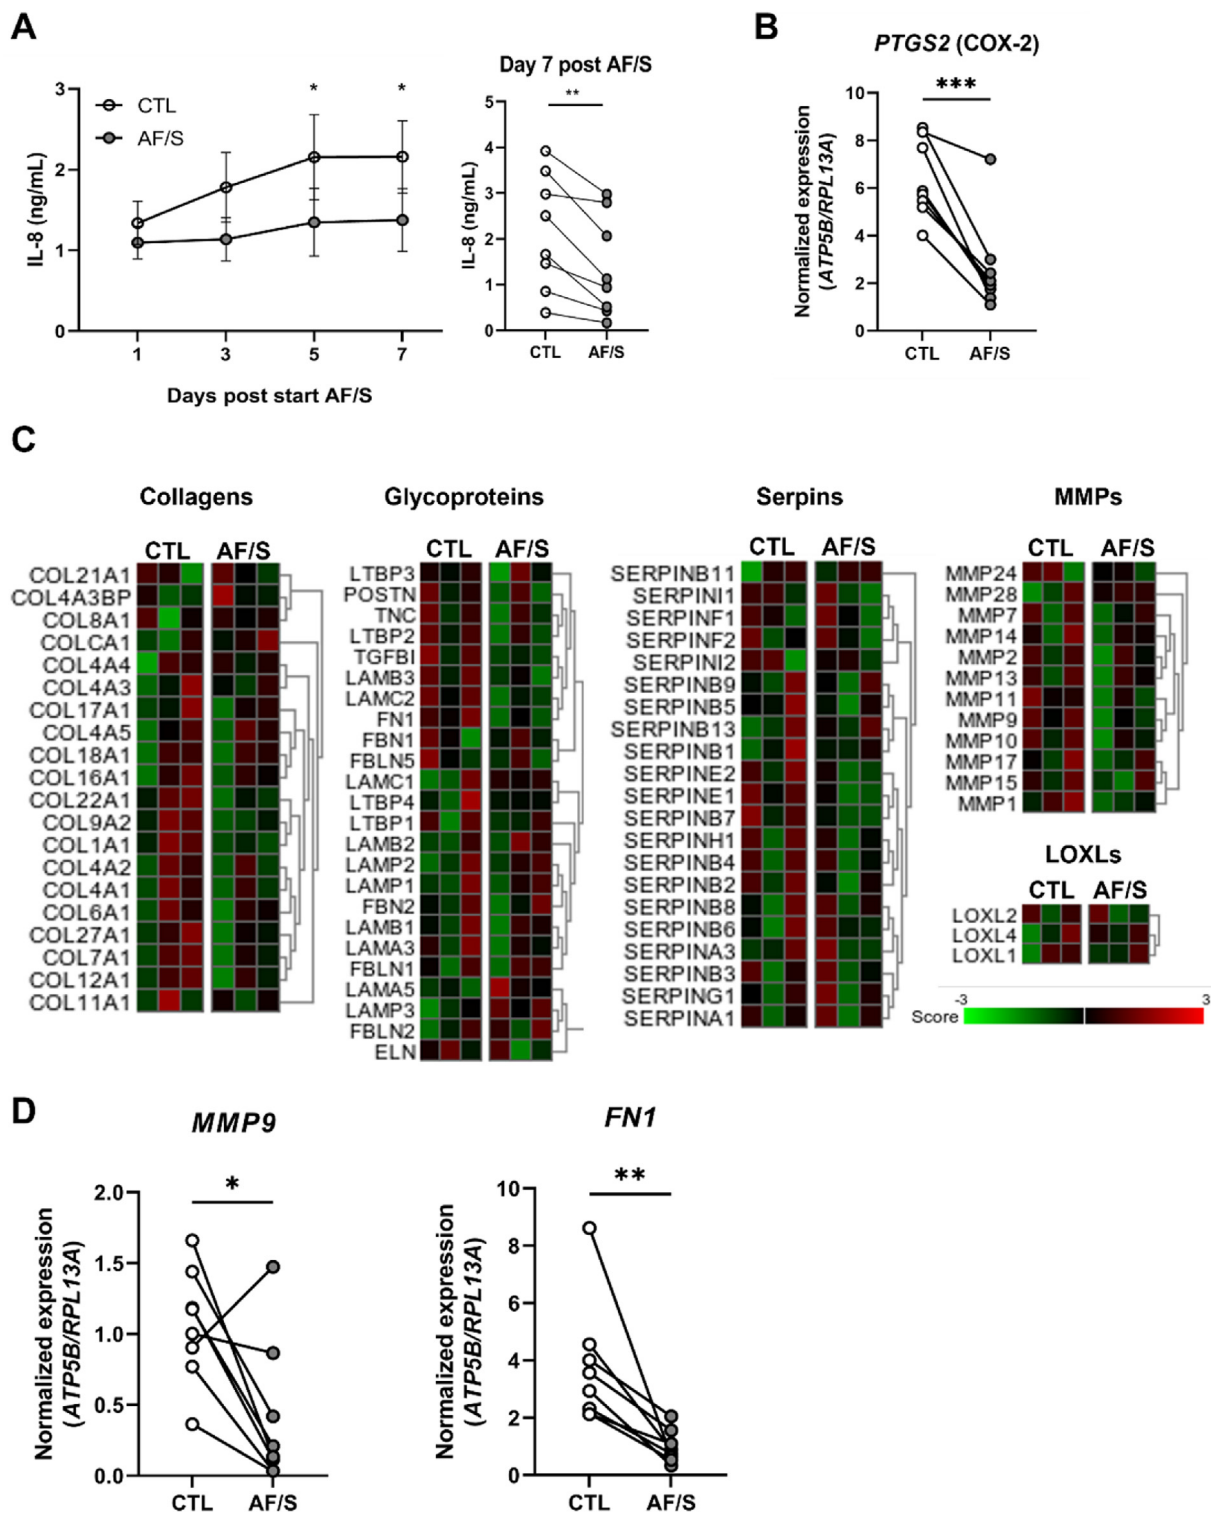 A
3
2
1
0
IL-8 (ng/mL)
CTL
AF/S
*
*
1
3
5
7
Days post start AF/S
Day 7 post AF/S
**
5
4
3
2
1
0
IL-8 (ng/mL)
CTL
AF/S
B
PTGS2 (COX-2)
***
10
8
6
4
2
0
Normalized expression
(ATP5B/RPL13A)
CTL
AF/S
C
Collagens
CTL
AF/S
COL21A1
COL4A3BP
COL8A1
COLCA1
COL4A4
COL4A3
COL17A1
COL4A5
COL18A1
COL16A1
COL22A1
COL9A2
COL1A1
COL4A2
COL4A1
COL6A1
COL27A1
COL7A1
COL12A1
COL11A1
Glycoproteins
CTL
AF/S
LTBP3
POSTN
TNC
LTBP2
TGFBI
LAMB3
LAMC2
FN1
FBN1
FBLN5
LAMC1
LTBP4
LTBP1
LAMB2
LAMP2
LAMP1
FBN2
LAMB1
LAMA3
FBLN1
LAMA5
LAMP3
FBLN2
ELN
Serpins
CTL
AF/S
SERPINB11
SERPINI1
SERPINF1
SERPINF2
SERPINI2
SERPINB9
SERPINB5
SERPINB13
SERPINB1
SERPINE2
SERPINE1
SERPINB7
SERPINH1
SERPINB4
SERPINB2
SERPINB8
SERPINB6
SERPINA3
SERPINB3
SERPING1
SERPINA1
MMPs
CTL
AF/S
MMP24
MMP28
MMP7
MMP14
MMP2
MMP13
MMP11
MMP9
MMP10
MMP17
MMP15
MMP1
LOXLs
CTL
AF/S
LOXL2
LOXL4
LOXL1
-3
3
Score
D
MMP9
*
2.0
1.5
1.0
0.5
0.0
Normalized expression
(ATP5B/RPL13A)
CTL
AF/S
FN1
**
10
8
6
4
2
0
Normalized expression
(ATP5B/RPL13A)
CTL
AF/S